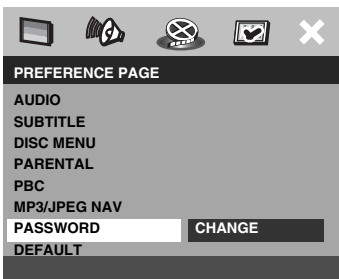 PREFERENCE PAGE
AUDIO
SUBTITLE
DISC MENU
PARENTAL
PBC
MP3/JPEG NAV
PASSWORD CHANGE
DEFAULT